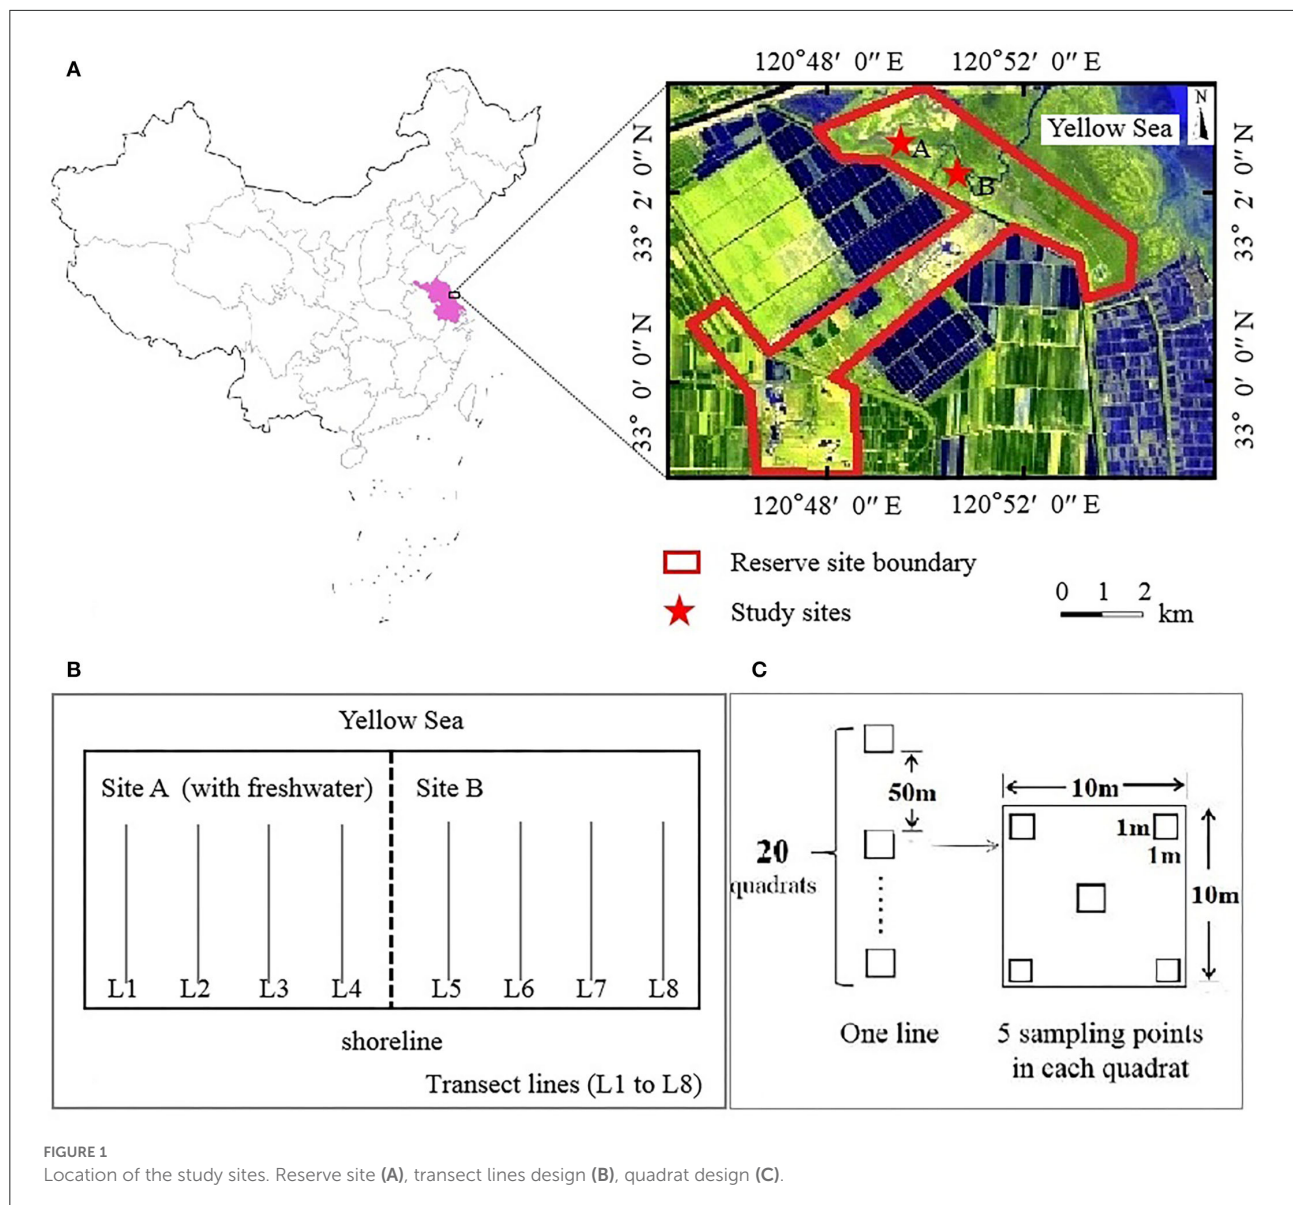 A
120°48′ 0″ E
120°52′ 0″ E
N
Yellow Sea
33° 2′ 0″ N
33° 2′ 0″ N
A
B
33° 0′ 0″ N
33° 0′ 0″ N
120°48′ 0″ E
120°52′ 0″ E
Reserve site boundary
Study sites
0 1 2
km
B
Yellow Sea
Site A (with freshwater)
Site B
L1 L2 L3 L4 L5 L6 L7 L8
shoreline
Transect lines (L1 to L8)
C
50m
20
quadrats
10m
1m
1m
10m
One line
5 sampling points
in each quadrat
FIGURE 1
Location of the study sites. Reserve site (A), transect lines design (B), quadrat design (C).